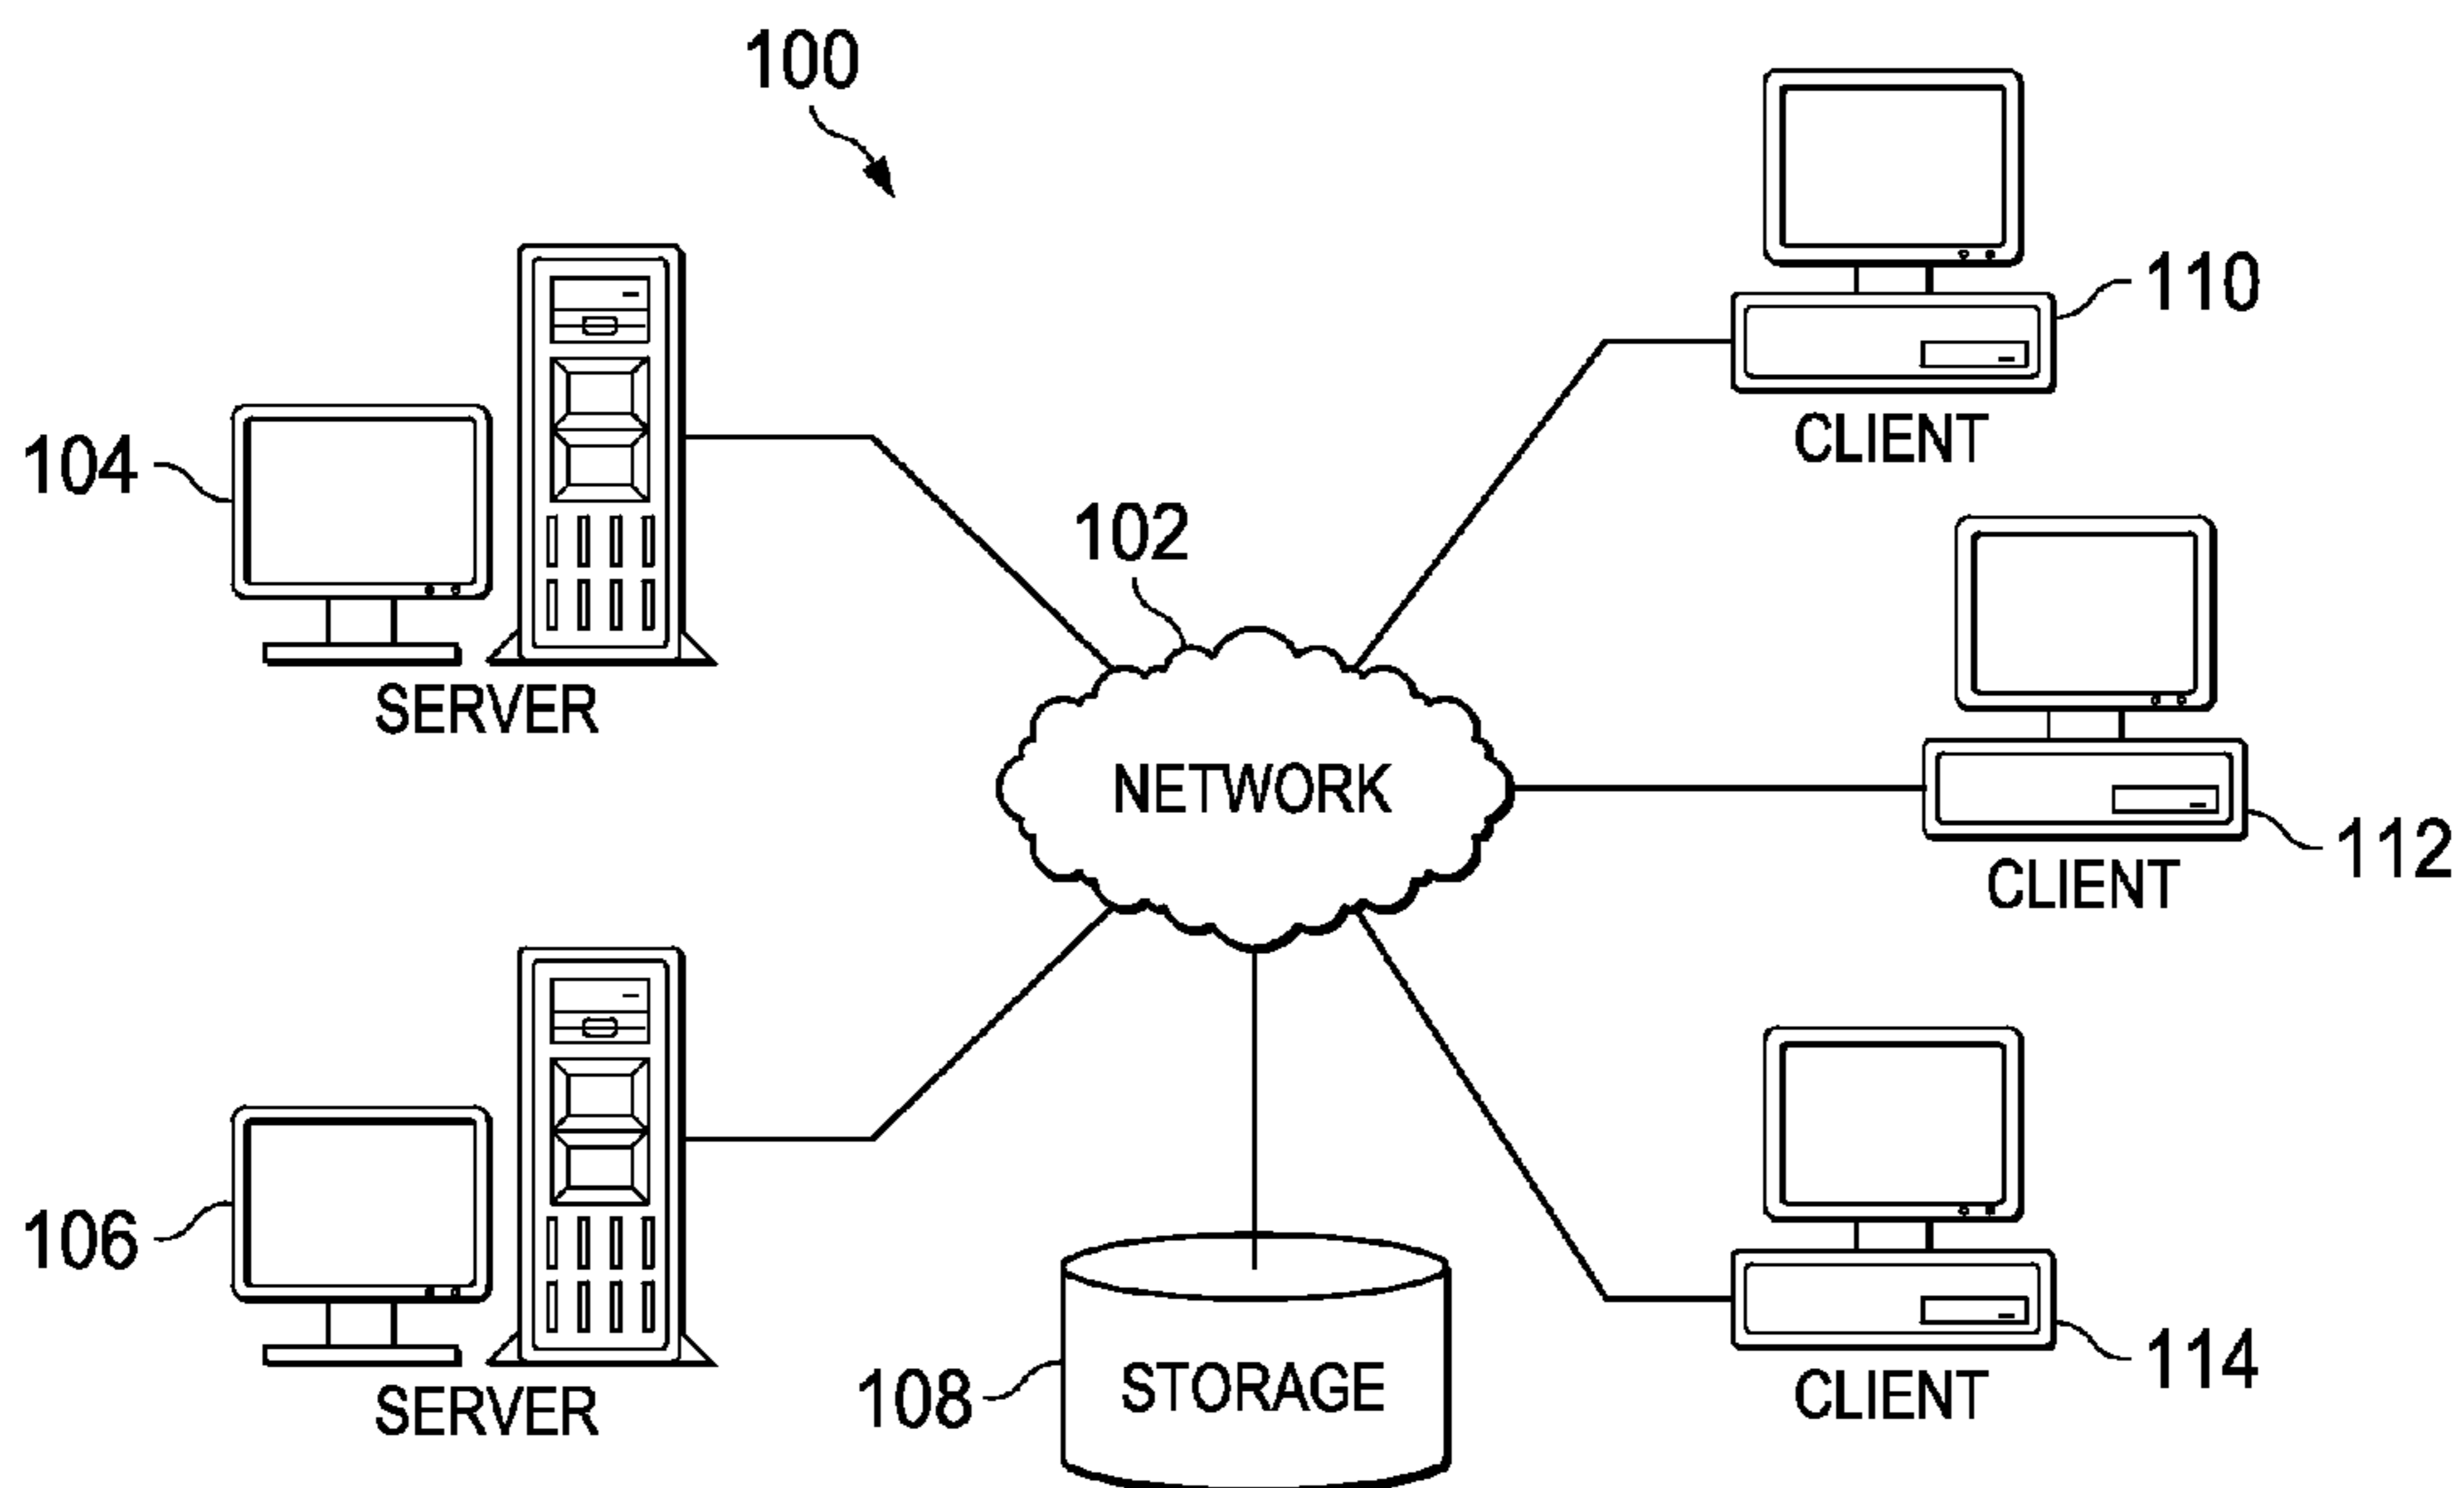 100
110
CLIENT
104
102
SERVER
NETWORK
112
CLIENT
106
108
STORAGE
114
CLIENT
SERVER